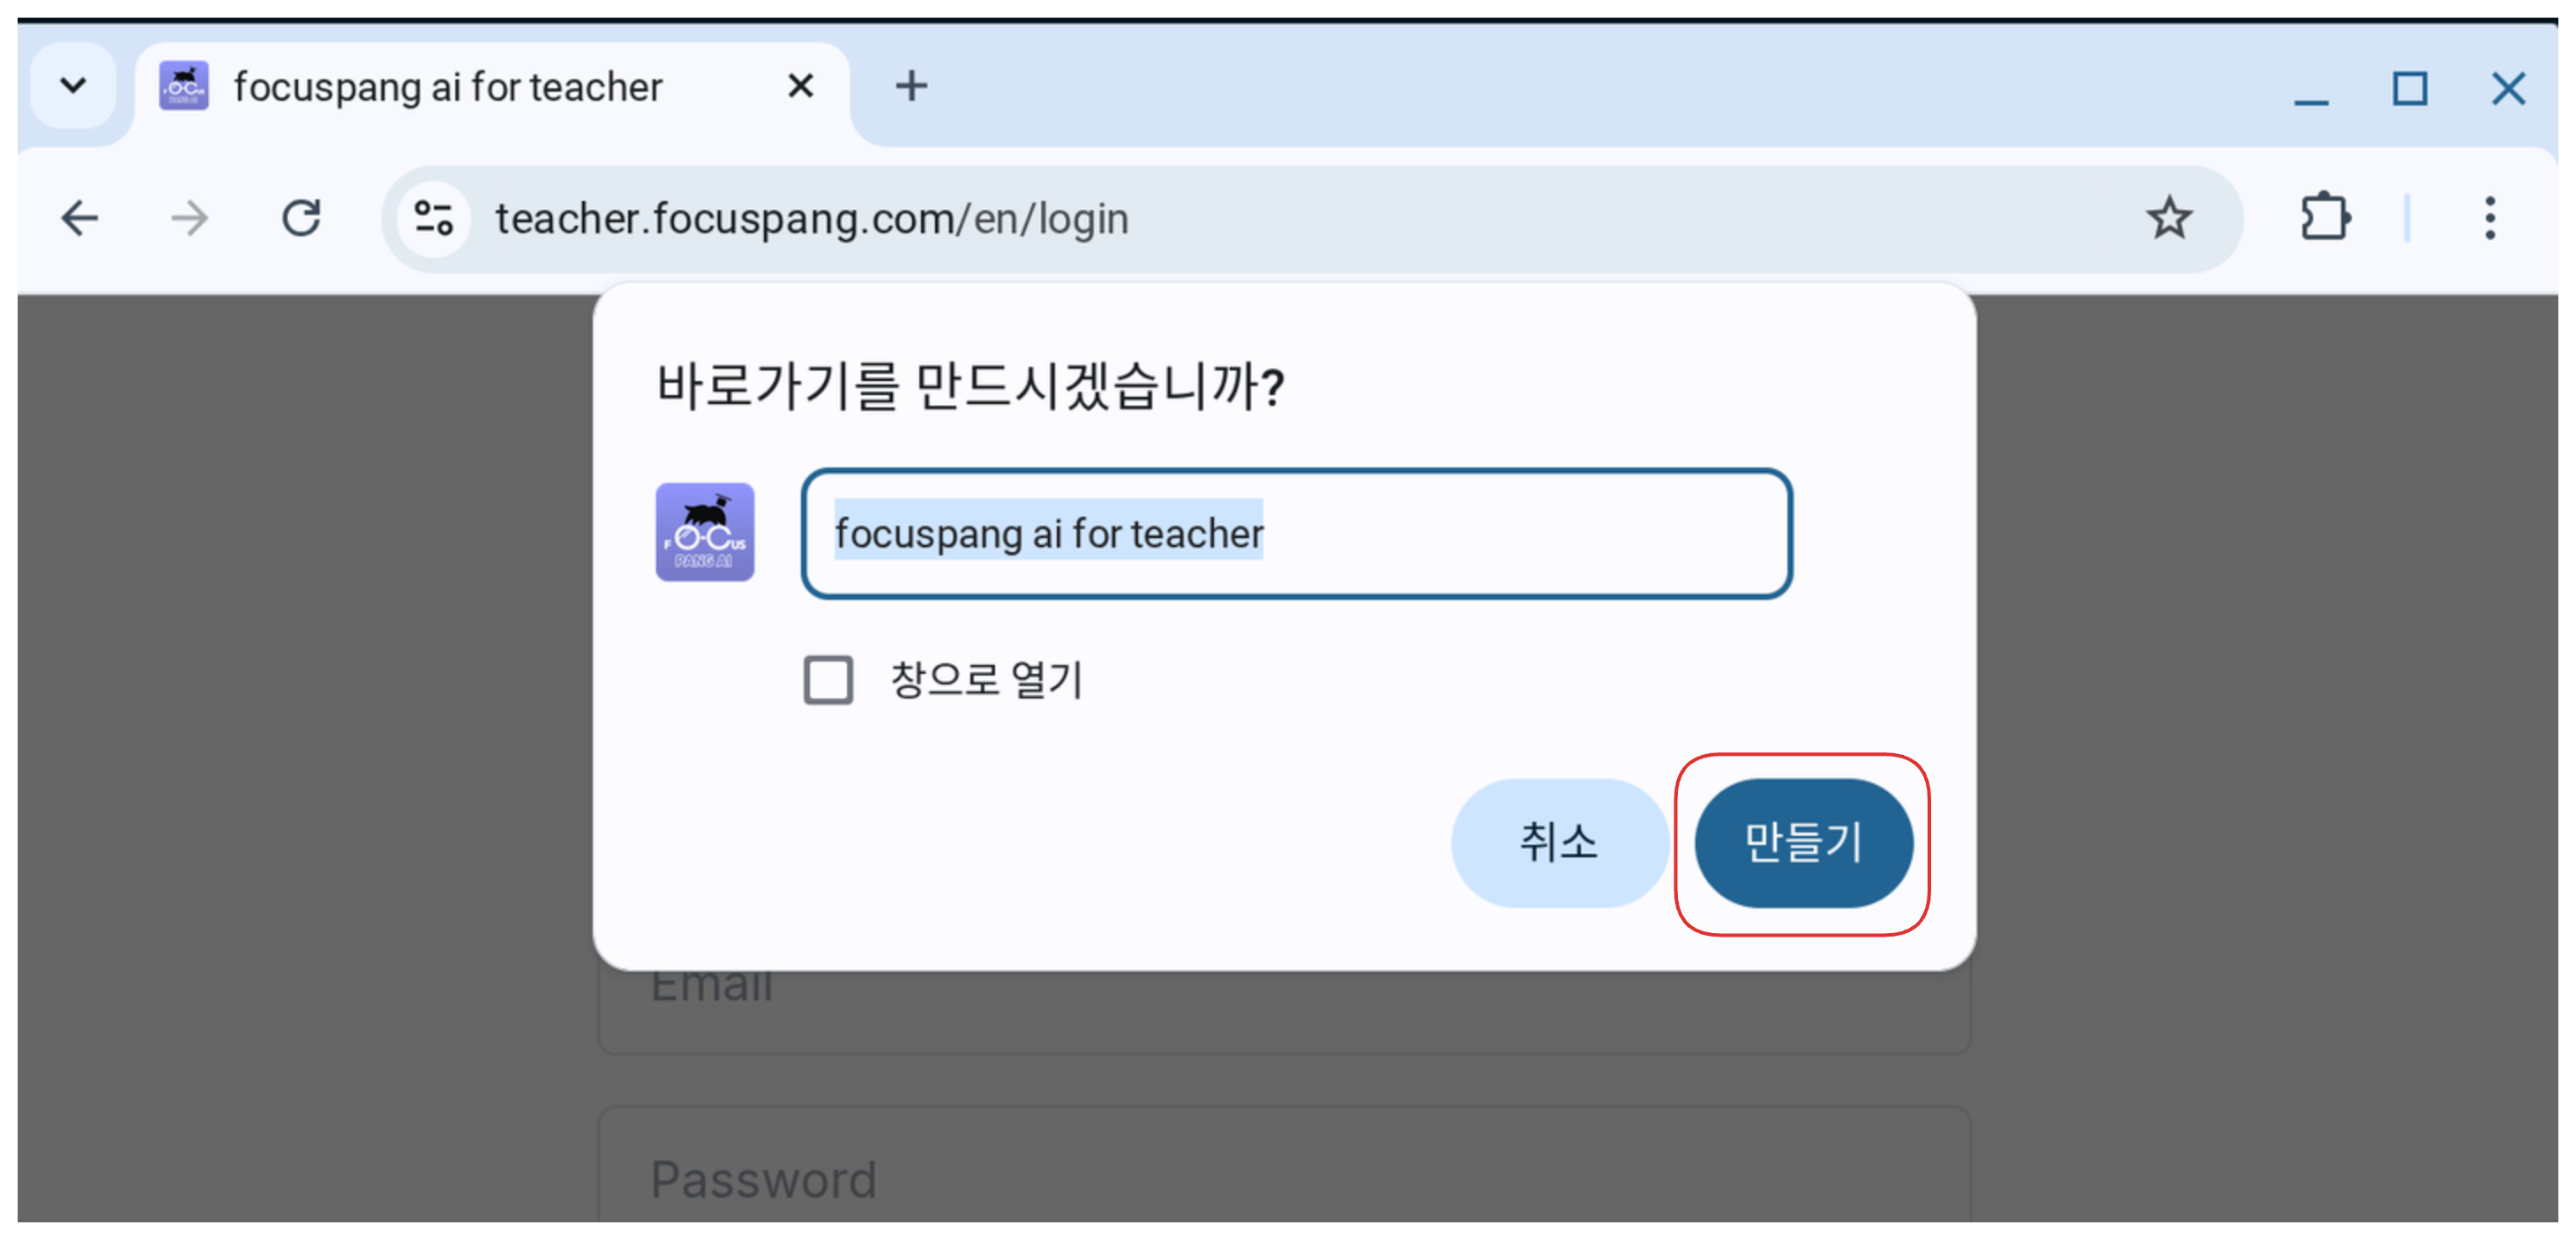 focuspang ai for teacher
teacher.focuspang.com/en/login
바로가기를 만드시겠습니까?
FOCUS
PANG AI
focuspang ai for teacher
창으로 열기
취소
만들기
Email
Password